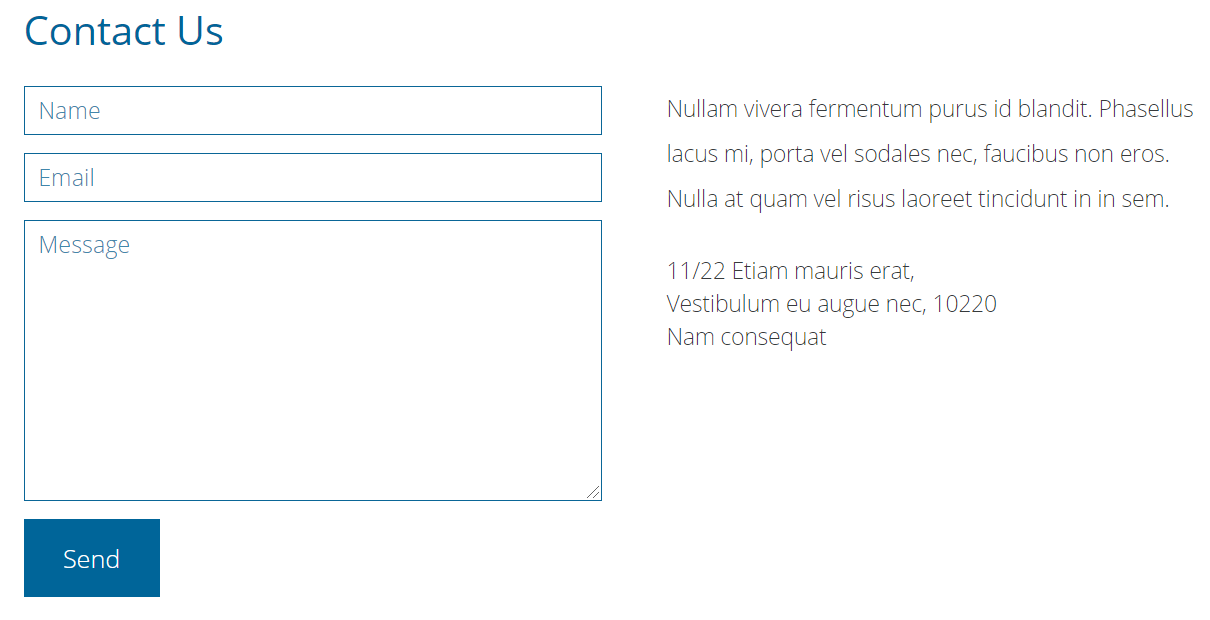 Contact Us
Name
Email
Message
Send
Nullam vivera fermentum purus id blandit. Phasellus
lacus mi, porta vel sodales nec, faucibus non eros.
Nulla at quam vel risus laoreet tincidunt in in sem.
11/22 Etiam mauris erat,
Vestibulum eu augue nec, 10220
Nam consequat